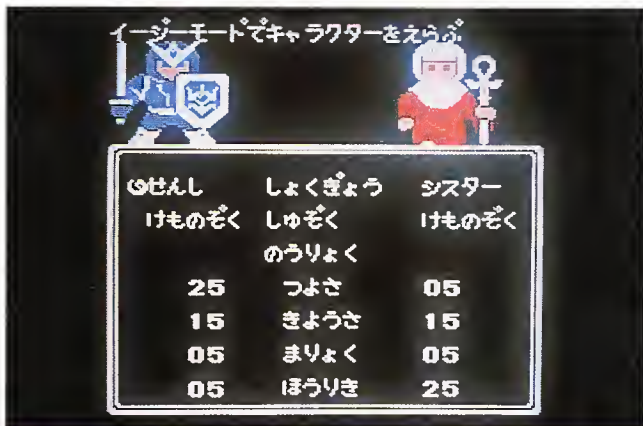 イージーモードでキャラクターをえらぶ
せんし しょくぎょう シスター
けものぞく しゅぞく けものぞく
のうりょく
25 つよさ 05
15 きようさ 15
05 まりょく 05
05 ほうりき 25